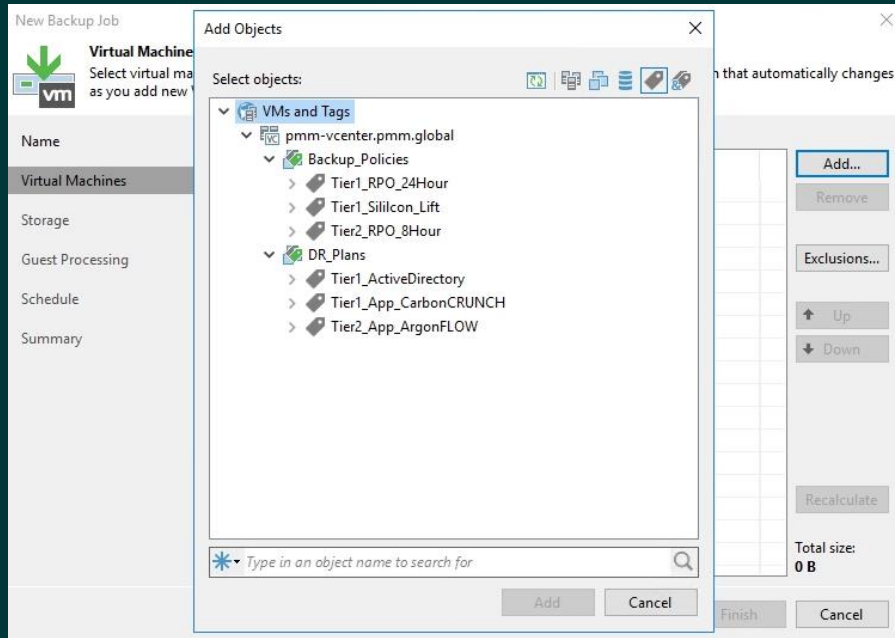 New Backup Job
Virtual Machine
Select virtual ma
as you add new
n that automatically changes
vm
Name
Virtual Machines
Storage
Guest Processing
Schedule
Summary
Add Objects
Select objects:
VMs and Tags
VC pmm-vcenter.pmm.global
Backup_Policies
Tier1_RPO_24Hour
Tier1_Sililcon_Lift
Tier2_RPO_8Hour
DR_Plans
Tier1_ActiveDirectory
Tier1_App_CarbonCRUNCH
Tier2_App_ArgonFLOW
Type in an object name to search for
Add
Cancel
Add...
Remove
Exclusions...
Up
Down
Recalculate
Total size:
0 B
Finish
Cancel